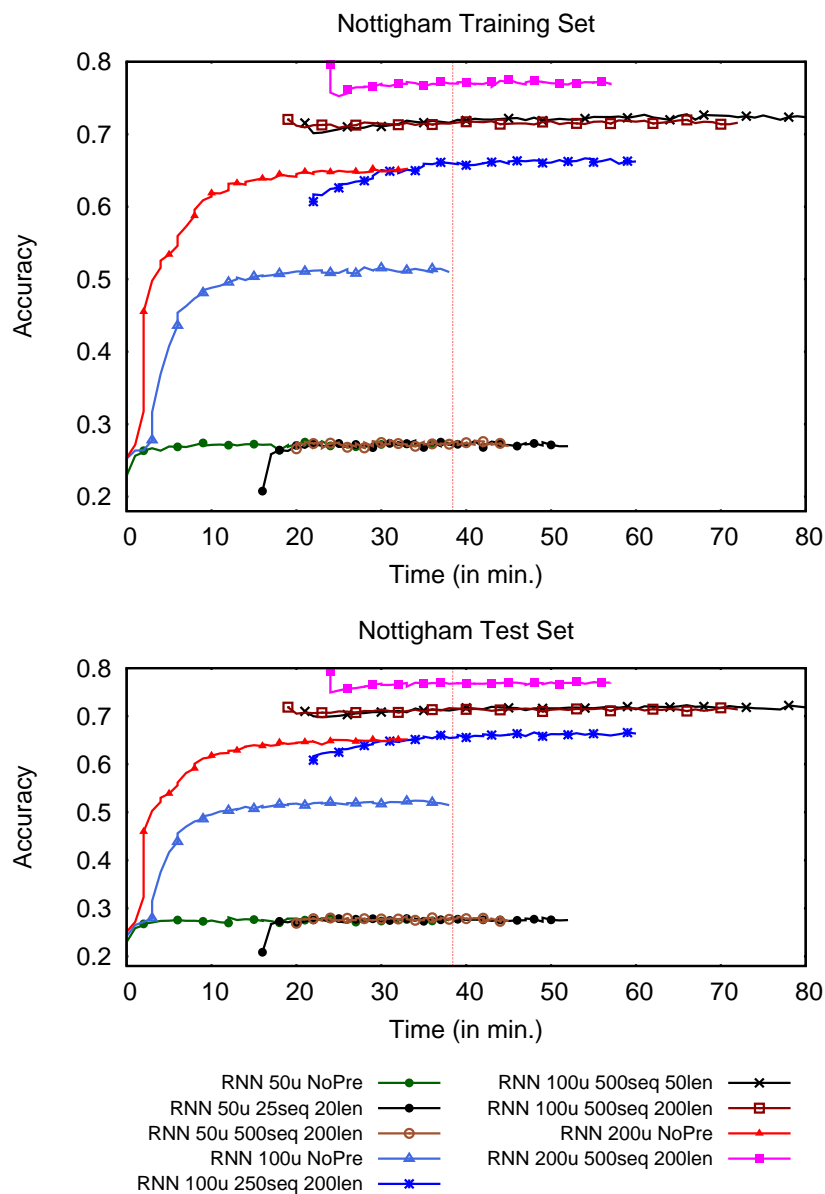 Nottigham Training Set
0.8
0.7
0.6
0.5
0.4
0.3
0.2
Accuracy
0 10 20 30 40 50 60 70 80
Time (in min.)
Nottigham Test Set
0.8
0.7
0.6
0.5
0.4
0.3
0.2
Accuracy
0 10 20 30 40 50 60 70 80
Time (in min.)
RNN 50u NoPre
RNN 50u 25seq 20len
RNN 50u 500seq 200len
RNN 100u NoPre
RNN 100u 250seq 200len
RNN 100u 500seq 50len
RNN 100u 500seq 200len
RNN 200u NoPre
RNN 200u 500seq 200len